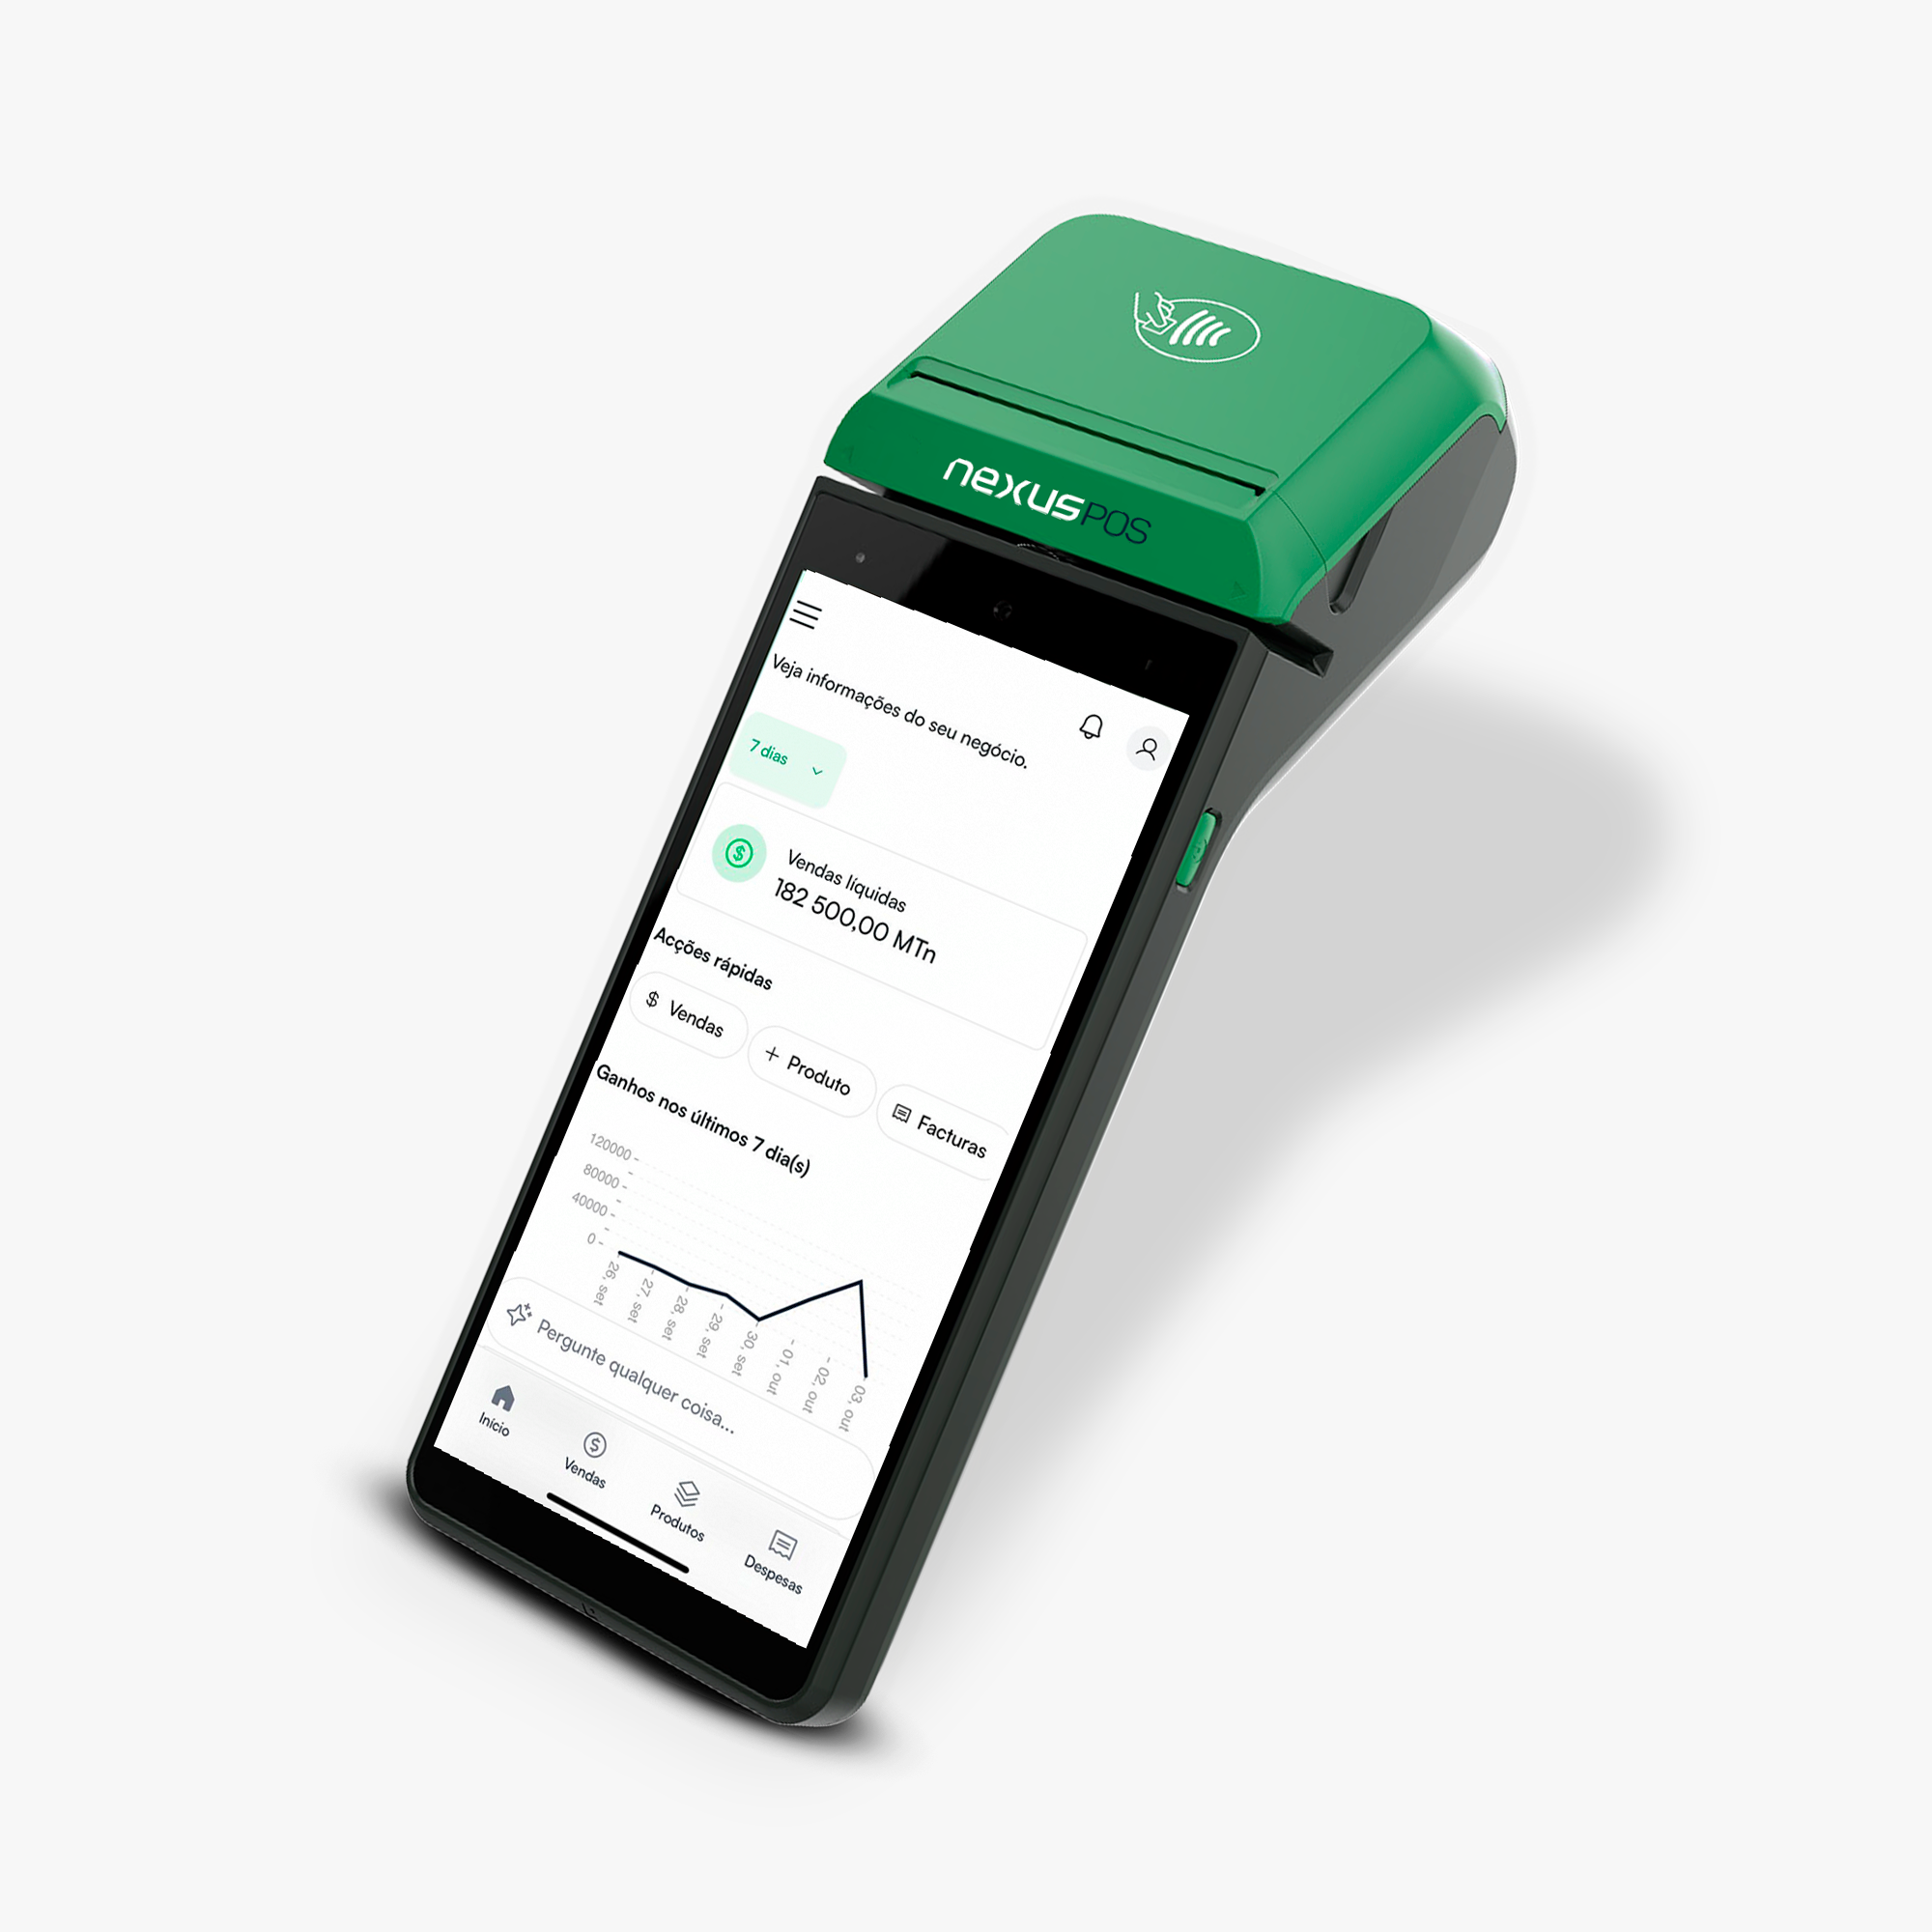 nexusPOS
Veja informações do seu negócio.
7 dias
Vendas líquidas
182 500,00 MTn
Acções rápidas
$ Vendas
+ Produto
Facturas
Ganhos nos últimos 7 dia(s)
120000
80000
40000
0
26, set
27, set
28, set
29, set
30, set
01, out
02, out
03, out
Pergunte qualquer coisa...
Início
Vendas
Produtos
Despesas